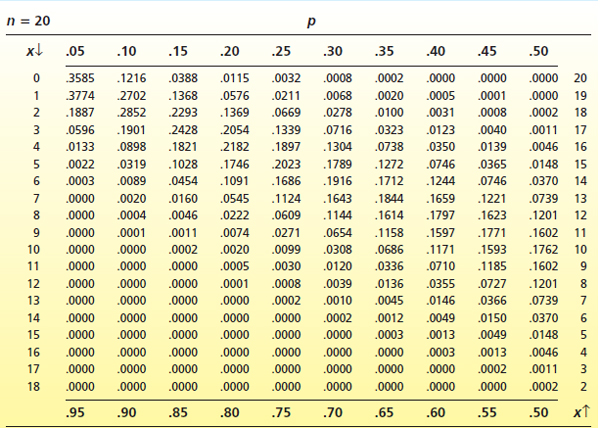 n = 20 p
x↓ .05 .10 .15 .20 .25 .30 .35 .40 .45 .50
0 .3585 .1216 .0388 .0115 .0032 .0008 .0002 .0000 .0000 .0000 20
1 .3774 .2702 .1368 .0576 .0211 .0068 .0020 .0005 .0001 .0000 19
2 .1887 .2852 .2293 .1369 .0669 .0278 .0100 .0031 .0008 .0002 18
3 .0596 .1901 .2428 .2054 .1339 .0716 .0323 .0123 .0040 .0011 17
4 .0133 .0898 .1821 .2182 .1897 .1304 .0738 .0350 .0139 .0046 16
5 .0022 .0319 .1028 .1746 .2023 .1789 .1272 .0746 .0365 .0148 15
6 .0003 .0089 .0454 .1091 .1686 .1916 .1712 .1244 .0746 .0370 14
7 .0000 .0020 .0160 .0545 .1124 .1643 .1844 .1659 .1221 .0739 13
8 .0000 .0004 .0046 .0222 .0609 .1144 .1614 .1797 .1623 .1201 12
9 .0000 .0001 .0011 .0074 .0271 .0654 .1158 .1597 .1771 .1602 11
10 .0000 .0000 .0002 .0020 .0099 .0308 .0686 .1171 .1593 .1762 10
11 .0000 .0000 .0000 .0005 .0030 .0120 .0336 .0710 .1185 .1602 9
12 .0000 .0000 .0000 .0001 .0008 .0039 .0136 .0355 .0727 .1201 8
13 .0000 .0000 .0000 .0000 .0002 .0010 .0045 .0146 .0366 .0739 7
14 .0000 .0000 .0000 .0000 .0000 .0002 .0012 .0049 .0150 .0370 6
15 .0000 .0000 .0000 .0000 .0000 .0000 .0003 .0013 .0049 .0148 5
16 .0000 .0000 .0000 .0000 .0000 .0000 .0000 .0003 .0013 .0046 4
17 .0000 .0000 .0000 .0000 .0000 .0000 .0000 .0000 .0002 .0011 3
18 .0000 .0000 .0000 .0000 .0000 .0000 .0000 .0000 .0000 .0002 2
.95 .90 .85 .80 .75 .70 .65 .60 .55 .50 x↑